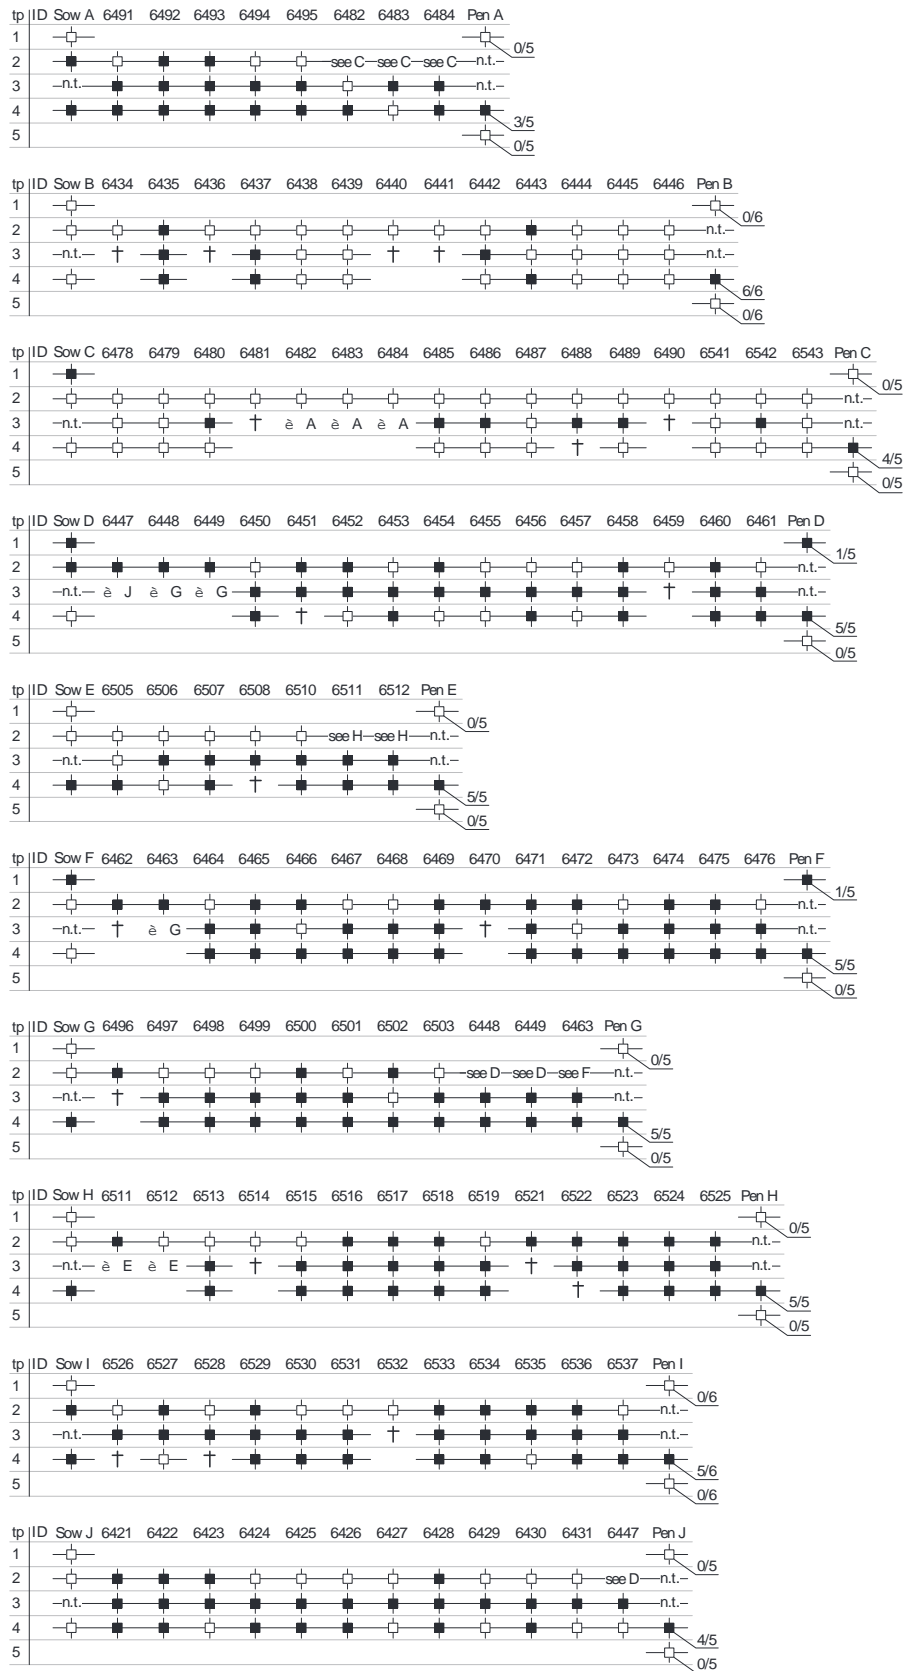 tp ID Sow A 6491 6492 6493 6494 6495 6482 6483 6484 Pen A
1 0/5
2 see C see C see C n.t.
3 n.t. n.t.
4 3/5
5 0/5
tp ID Sow B 6434 6435 6436 6437 6438 6439 6440 6441 6442 6443 6444 6445 6446 Pen B
1 0/6
2 n.t.
3 n.t. † † † † n.t.
4 6/6
5 0/6
tp ID Sow C 6478 6479 6480 6481 6482 6483 6484 6485 6486 6487 6488 6489 6490 6541 6542 6543 Pen C
1 0/5
2 n.t.
3 n.t. † è A è A è A † n.t.
4 † 4/5
5 0/5
tp ID Sow D 6447 6448 6449 6450 6451 6452 6453 6454 6455 6456 6457 6458 6459 6460 6461 Pen D
1 1/5
2 n.t.
3 n.t. è J è G è G † n.t.
4 † 5/5
5 0/5
tp ID Sow E 6505 6506 6507 6508 6510 6511 6512 Pen E
1 0/5
2 see H see H n.t.
3 n.t. n.t.
4 † 5/5
5 0/5
tp ID Sow F 6462 6463 6464 6465 6466 6467 6468 6469 6470 6471 6472 6473 6474 6475 6476 Pen F
1 1/5
2 n.t.
3 n.t. † è G † n.t.
4 5/5
5 0/5
tp ID Sow G 6496 6497 6498 6499 6500 6501 6502 6503 6448 6449 6463 Pen G
1 0/5
2 see D see D see F n.t.
3 n.t. † n.t.
4 5/5
5 0/5
tp ID Sow H 6511 6512 6513 6514 6515 6516 6517 6518 6519 6521 6522 6523 6524 6525 Pen H
1 0/5
2 n.t.
3 n.t. è E è E † † n.t.
4 † 5/5
5 0/5
tp ID Sow I 6526 6527 6528 6529 6530 6531 6532 6533 6534 6535 6536 6537 Pen I
1 0/6
2 n.t.
3 n.t. † n.t.
4 † † 5/6
5 0/6
tp ID Sow J 6421 6422 6423 6424 6425 6426 6427 6428 6429 6430 6431 6447 Pen J
1 0/5
2 see D n.t.
3 n.t. n.t.
4 4/5
5 0/5